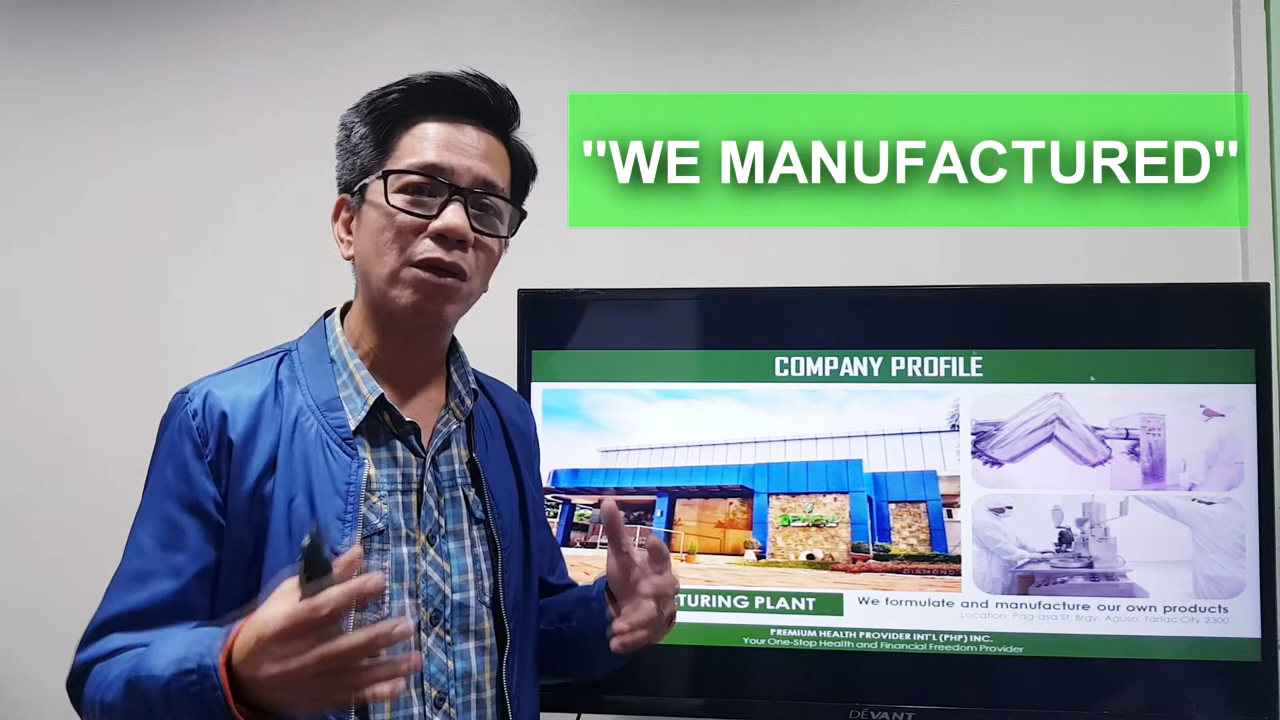 "WE MANUFACTURED"
COMPANY PROFILE
DIAMOND
TURING PLANT
We formulate and manufacture our own products
Location: Pag-asa St. Brgy. Aguso, Tarlac City 2300
PREMIUM HEALTH PROVIDER INT'L (PHP) INC.
Your One-Stop Health and Financial Freedom Provider
DEVANT